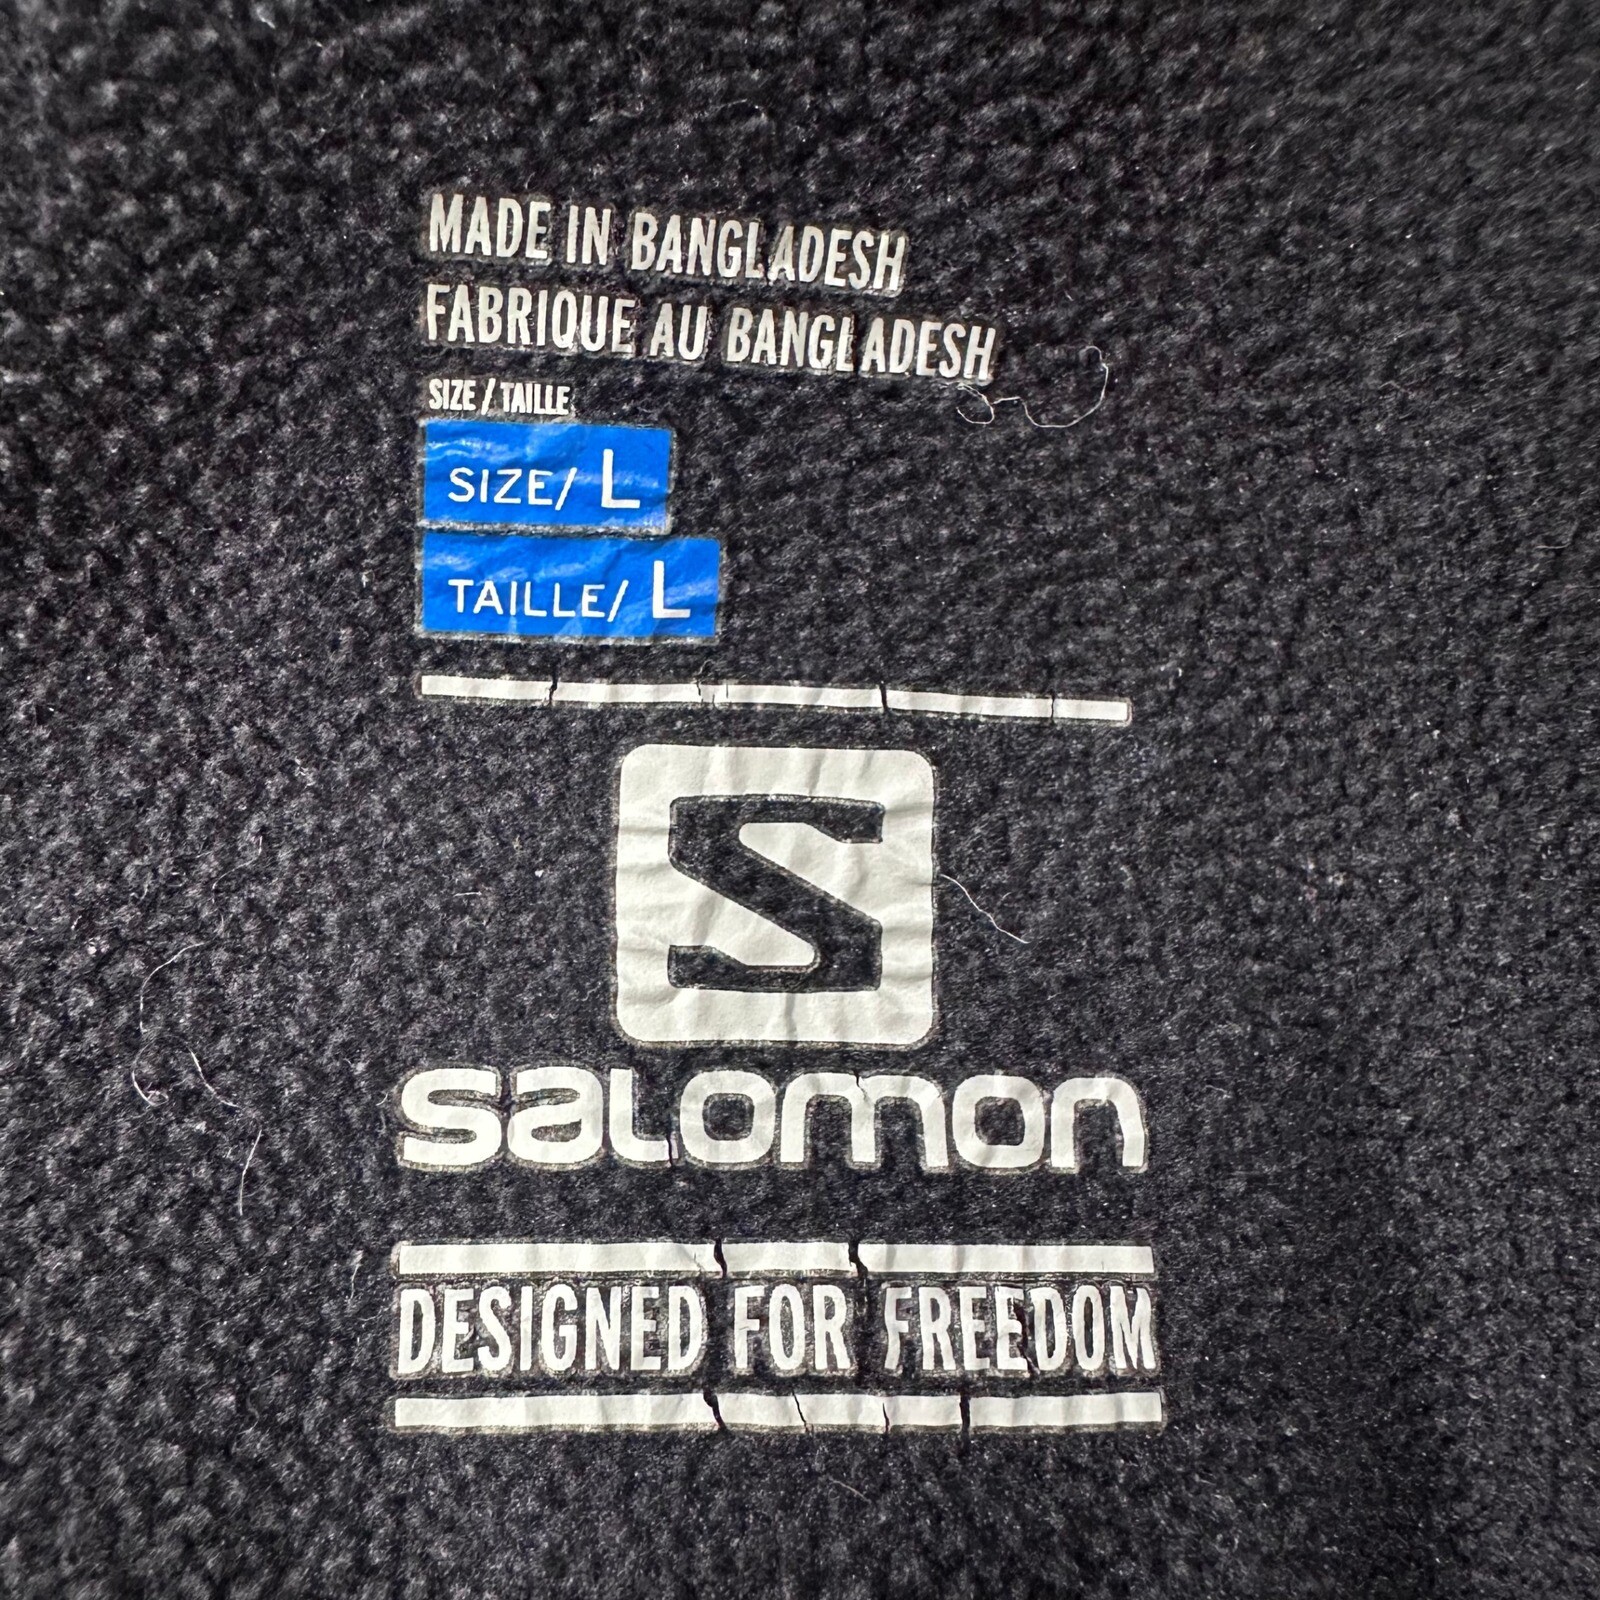 MADE IN BANGLADESH
FABRIQUE AU BANGLADESH
SIZE / TAILLE
SIZE/ L
TAILLE/ L
S
salomon
DESIGNED FOR FREEDOM